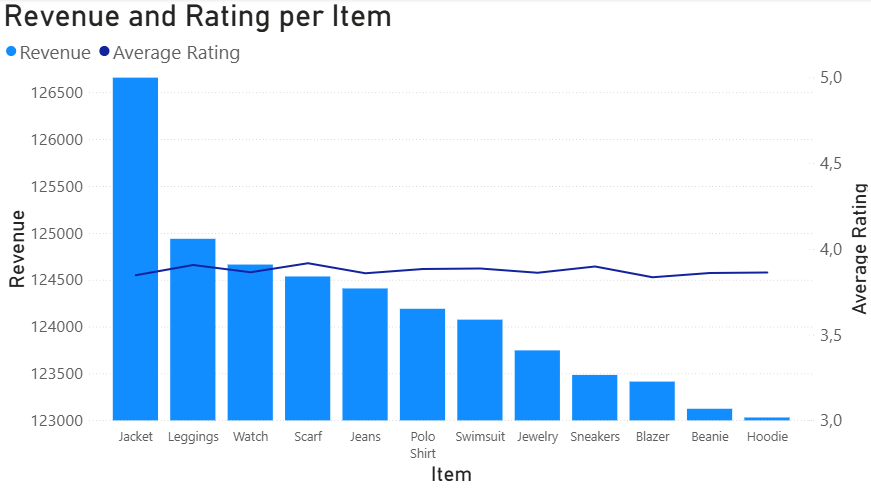 Revenue and Rating per Item
Revenue Average Rating
126500
126000
125500
125000
124500
124000
123500
123000
Revenue
5,0
4,5
4,0
3,5
3,0
Average Rating
Jacket Leggings Watch Scarf Jeans Polo Shirt Swimsuit Jewelry Sneakers Blazer Beanie Hoodie
Item